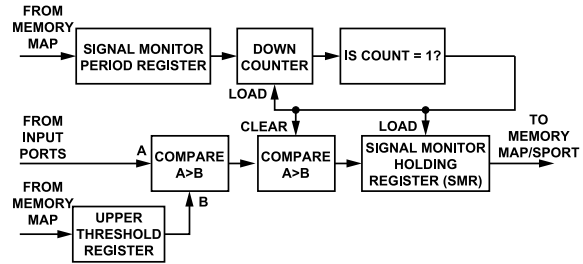 FROM
MEMORY
MAP
SIGNAL MONITOR
PERIOD REGISTER
DOWN
COUNTER
IS COUNT = 1?
LOAD
FROM
INPUT
PORTS
A
COMPARE
A>B
B
CLEAR
COMPARE
A>B
LOAD
SIGNAL MONITOR
HOLDING
REGISTER (SMR)
TO
MEMORY
MAP/SPORT
FROM
MEMORY
MAP
UPPER
THRESHOLD
REGISTER